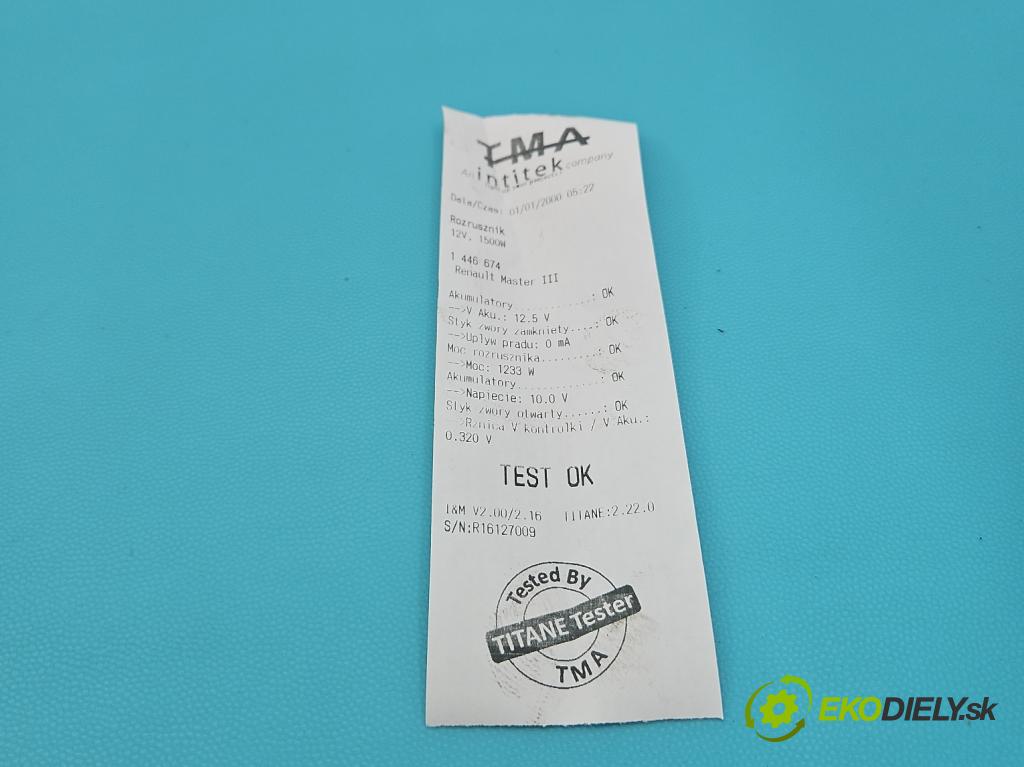 TMA
An intitek company
Data/Czas: 01/01/2000 05:22
Rozrusznik
12V, 1500W
1 446 674
Renault Master III
Akumulatory............: OK
-->V Aku.: 12.5 V
Styk zwory zamkniety....: OK
-->Uplyw pradu: 0 mA
Moc rozrusznika........: OK
-->Moc: 1233 W
Akumulatory............: OK
-->Napiecie: 10.0 V
Styk zwory otwarty......: OK
-->Rznica V kontrolki / V Aku.:
0.320 V
TEST OK
I&M V2.00/2.16 TITANE:2.22.0
S/N:R16127009
Tested By
TITANE Tester
TMA
EKODIELY.sk